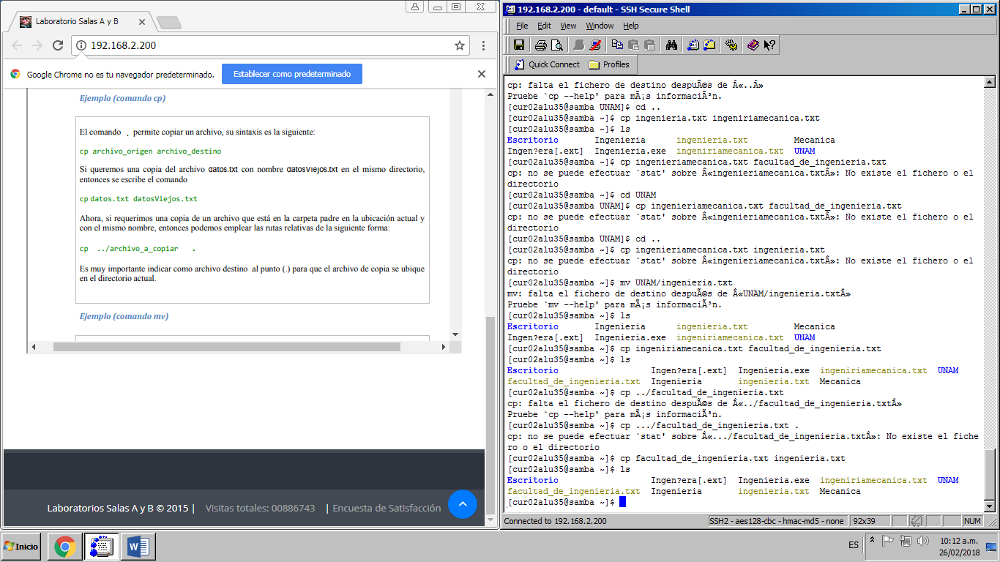 Laboratorio Salas A y B
192.168.2.200
Google Chrome no es tu navegador predeterminado. Establecer como predeterminado
Ejemplo (comando cp)
El comando . permite copiar un archivo, su sintaxis es la siguiente:
cp archivo_origen archivo_destino
Si queremos una copia del archivo datos.txt con nombre datosViejos.txt en el mismo directorio,
entonces se escribe el comando
cp datos.txt datosViejos.txt
Ahora, si requerimos una copia de un archivo que está en la carpeta padre en la ubicación actual y
con el mismo nombre, entonces podemos emplear las rutas relativas de la siguiente forma:
cp ../archivo_a_copiar .
Es muy importante indicar como archivo destino al punto (.) para que el archivo de copia se ubique
en el directorio actual.
Ejemplo (comando mv)
Laboratorios Salas A y B © 2015 | Visitas totales: 00886743 | Encuesta de Satisfacción
192.168.2.200 - default - SSH Secure Shell
File Edit View Window Help
Quick Connect Profiles
cp: falta el fichero de destino despuÃ©s de Â«..Â»
Pruebe `cp --help' para mÃ¡s informaciÃ³n.
[cur02alu35@samba UNAM]$ cd ..
[cur02alu35@samba ~]$ cp ingenieria.txt ingeniriamecanica.txt
[cur02alu35@samba ~]$ ls
Escritorio Ingenieria ingenieria.txt Mecanica
Ingen?era[.ext] Ingenieria.exe ingeniriamecanica.txt UNAM
[cur02alu35@samba ~]$ cp ingenieriamecanica.txt facultad_de_ingenieria.txt
cp: no se puede efectuar `stat' sobre Â«ingenieriamecanica.txtÂ»: No existe el fichero o el
directorio
[cur02alu35@samba ~]$ cd UNAM
[cur02alu35@samba UNAM]$ cp ingenieriamecanica.txt facultad_de_ingenieria.txt
cp: no se puede efectuar `stat' sobre Â«ingenieriamecanica.txtÂ»: No existe el fichero o el
directorio
[cur02alu35@samba UNAM]$ cd ..
[cur02alu35@samba ~]$ cp ingenieriamecanica.txt ingenieria.txt
cp: no se puede efectuar `stat' sobre Â«ingenieriamecanica.txtÂ»: No existe el fichero o el
directorio
[cur02alu35@samba ~]$ mv UNAM/ingenieria.txt
mv: falta el fichero de destino despuÃ©s de Â«UNAM/ingenieria.txtÂ»
Pruebe `mv --help' para mÃ¡s informaciÃ³n.
[cur02alu35@samba ~]$ ls
Escritorio Ingenieria ingenieria.txt Mecanica
Ingen?era[.ext] Ingenieria.exe ingeniriamecanica.txt UNAM
[cur02alu35@samba ~]$ cp ingeniriamecanica.txt facultad_de_ingenieria.txt
[cur02alu35@samba ~]$ ls
Escritorio Ingen?era[.ext] Ingenieria.exe ingeniriamecanica.txt UNAM
facultad_de_ingenieria.txt Ingenieria ingenieria.txt Mecanica
[cur02alu35@samba ~]$ cp ../facultad_de_ingenieria.txt
cp: falta el fichero de destino despuÃ©s de Â«../facultad_de_ingenieria.txtÂ»
Pruebe `cp --help' para mÃ¡s informaciÃ³n.
[cur02alu35@samba ~]$ cp .../facultad_de_ingenieria.txt .
cp: no se puede efectuar `stat' sobre Â«.../facultad_de_ingenieria.txtÂ»: No existe el fiche
ro o el directorio
[cur02alu35@samba ~]$ cp facultad_de_ingenieria.txt ingenieria.txt
[cur02alu35@samba ~]$ ls
Escritorio Ingen?era[.ext] Ingenieria.exe ingeniriamecanica.txt UNAM
facultad_de_ingenieria.txt Ingenieria ingenieria.txt Mecanica
[cur02alu35@samba ~]$
Connected to 192.168.2.200 SSH2 - aes128-cbc - hmac-md5 - none 92x39 NUM
Inicio ES 10:12 a.m.
26/02/2018